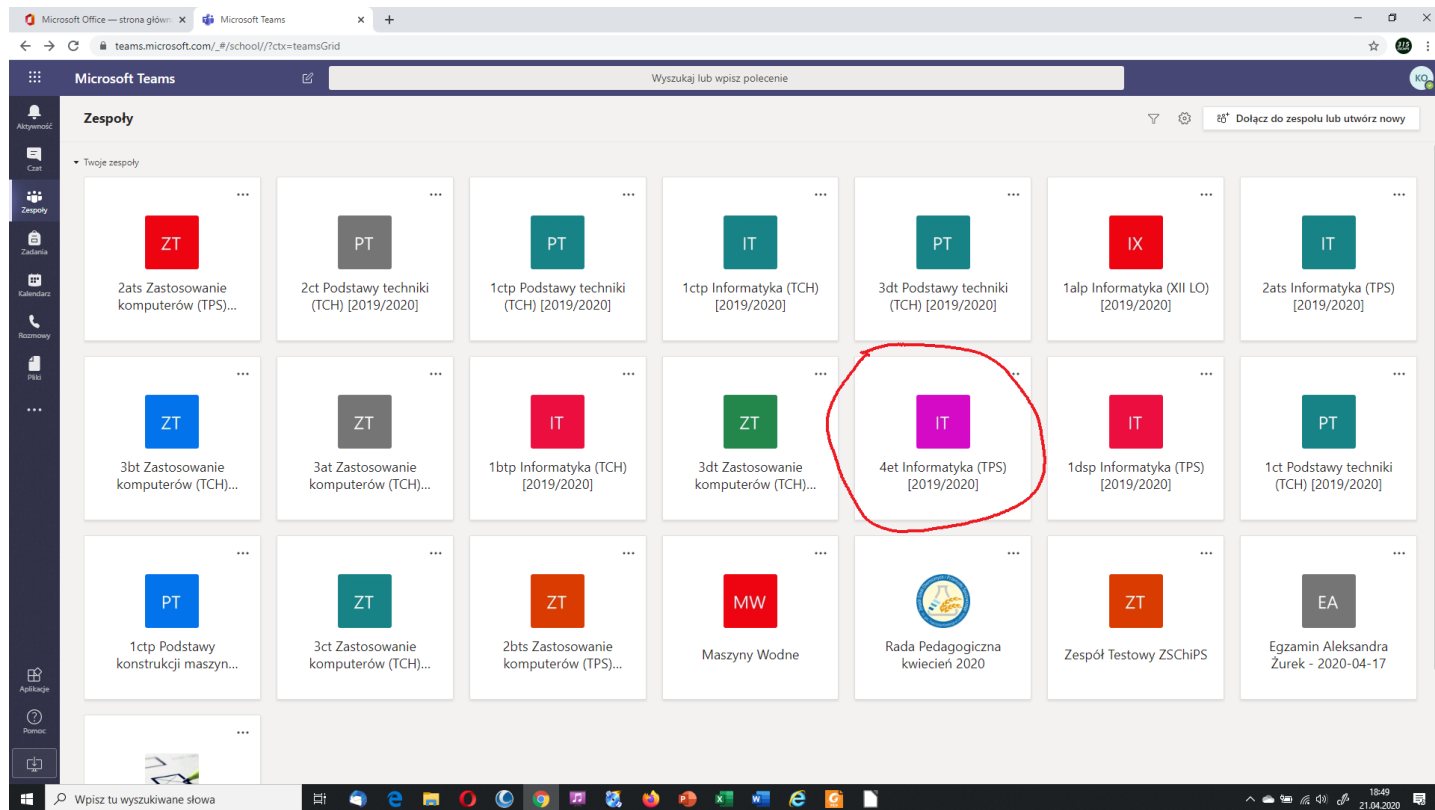 Microsoft Office — strona główn
Microsoft Teams
teams.microsoft.com/_#/school//?ctx=teamsGrid
Microsoft Teams
Wyszukaj lub wpisz polecenie
KO
Aktywność
Czat
Zespoły
Zadania
Kalendarz
Rozmowy
Pliki
Aplikacje
Pomoc
Zespoły
Dołącz do zespołu lub utwórz nowy
Twoje zespoły
ZT
2ats Zastosowanie
komputerów (TPS)...
PT
2ct Podstawy techniki
(TCH) [2019/2020]
PT
1ctp Podstawy techniki
(TCH) [2019/2020]
IT
1ctp Informatyka (TCH)
[2019/2020]
PT
3dt Podstawy techniki
(TCH) [2019/2020]
IX
1alp Informatyka (XII LO)
[2019/2020]
IT
2ats Informatyka (TPS)
[2019/2020]
ZT
3bt Zastosowanie
komputerów (TCH)...
ZT
3at Zastosowanie
komputerów (TCH)...
IT
1btp Informatyka (TCH)
[2019/2020]
ZT
3dt Zastosowanie
komputerów (TCH)...
IT
4et Informatyka (TPS)
[2019/2020]
IT
1dsp Informatyka (TPS)
[2019/2020]
PT
1ct Podstawy techniki
(TCH) [2019/2020]
PT
1ctp Podstawy
konstrukcji maszyn...
ZT
3ct Zastosowanie
komputerów (TCH)...
ZT
2bts Zastosowanie
komputerów (TPS)...
MW
Maszyny Wodne
Rada Pedagogiczna
kwiecień 2020
ZT
Zespół Testowy ZSChiPS
EA
Egzamin Aleksandra
Żurek - 2020-04-17
Wpisz tu wyszukiwane słowa
18:49
21.04.2020